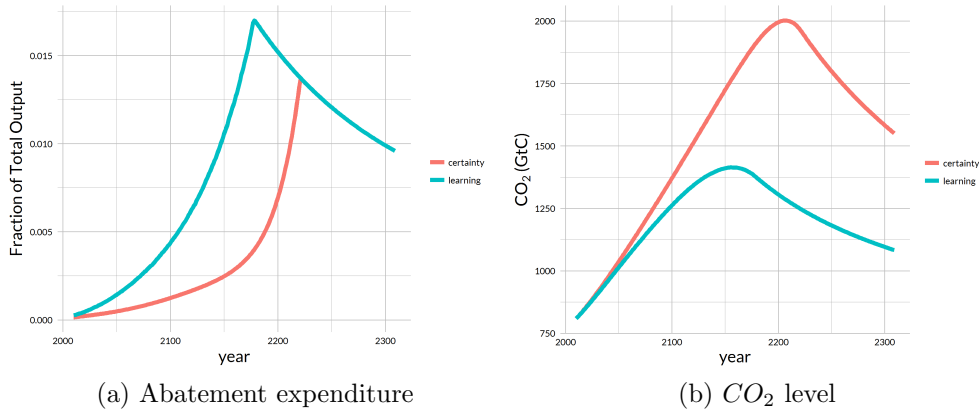 Fraction of Total Output
0.015
0.010
0.005
0.000
2000
2100
2200
2300
year
certainty
learning
(a) Abatement expenditure
CO₂ (GtC)
2000
1750
1500
1250
1000
750
2000
2100
2200
2300
year
certainty
learning
(b) CO₂ level